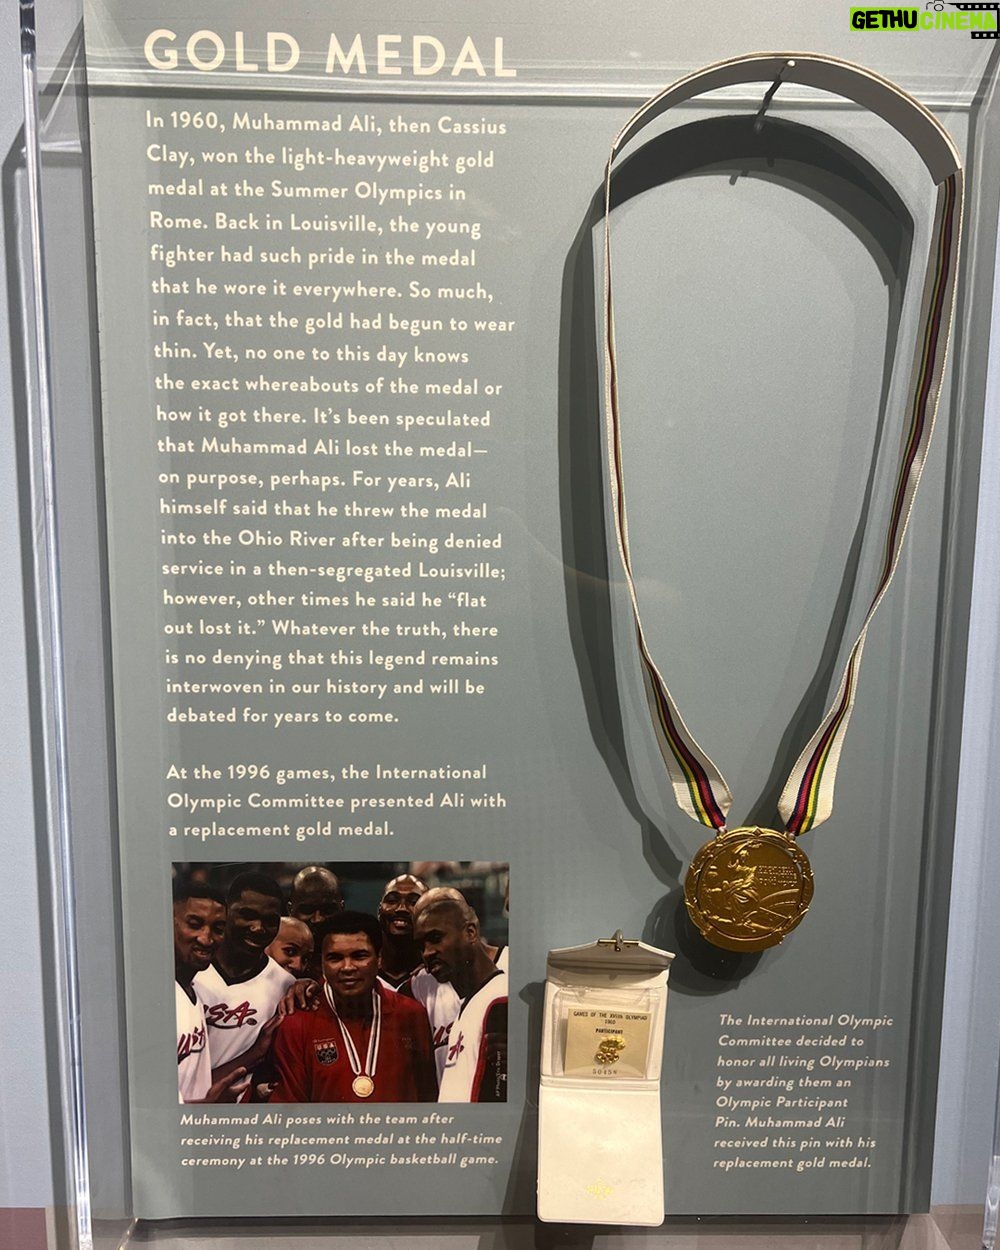 GETHUCINEMA
GOLD MEDAL
In 1960, Muhammad Ali, then Cassius
Clay, won the light-heavyweight gold
medal at the Summer Olympics in
Rome. Back in Louisville, the young
fighter had such pride in the medal
that he wore it everywhere. So much,
in fact, that the gold had begun to wear
thin. Yet, no one to this day knows
the exact whereabouts of the medal or
how it got there. It's been speculated
that Muhammad Ali lost the medal—
on purpose, perhaps. For years, Ali
himself said that he threw the medal
into the Ohio River after being denied
service in a then-segregated Louisville;
however, other times he said he “flat
out lost it.” Whatever the truth, there
is no denying that this legend remains
interwoven in our history and will be
debated for years to come.
At the 1996 games, the International
Olympic Committee presented Ali with
a replacement gold medal.
USA
USA
Muhammad Ali poses with the team after
receiving his replacement medal at the half-time
ceremony at the 1996 Olympic basketball game.
GAMES OF THE XVIIth OLYMPIAD
1960
PARTICIPANT
50458
The International Olympic
Committee decided to
honor all living Olympians
by awarding them an
Olympic Participant
Pin. Muhammad Ali
received this pin with his
replacement gold medal.